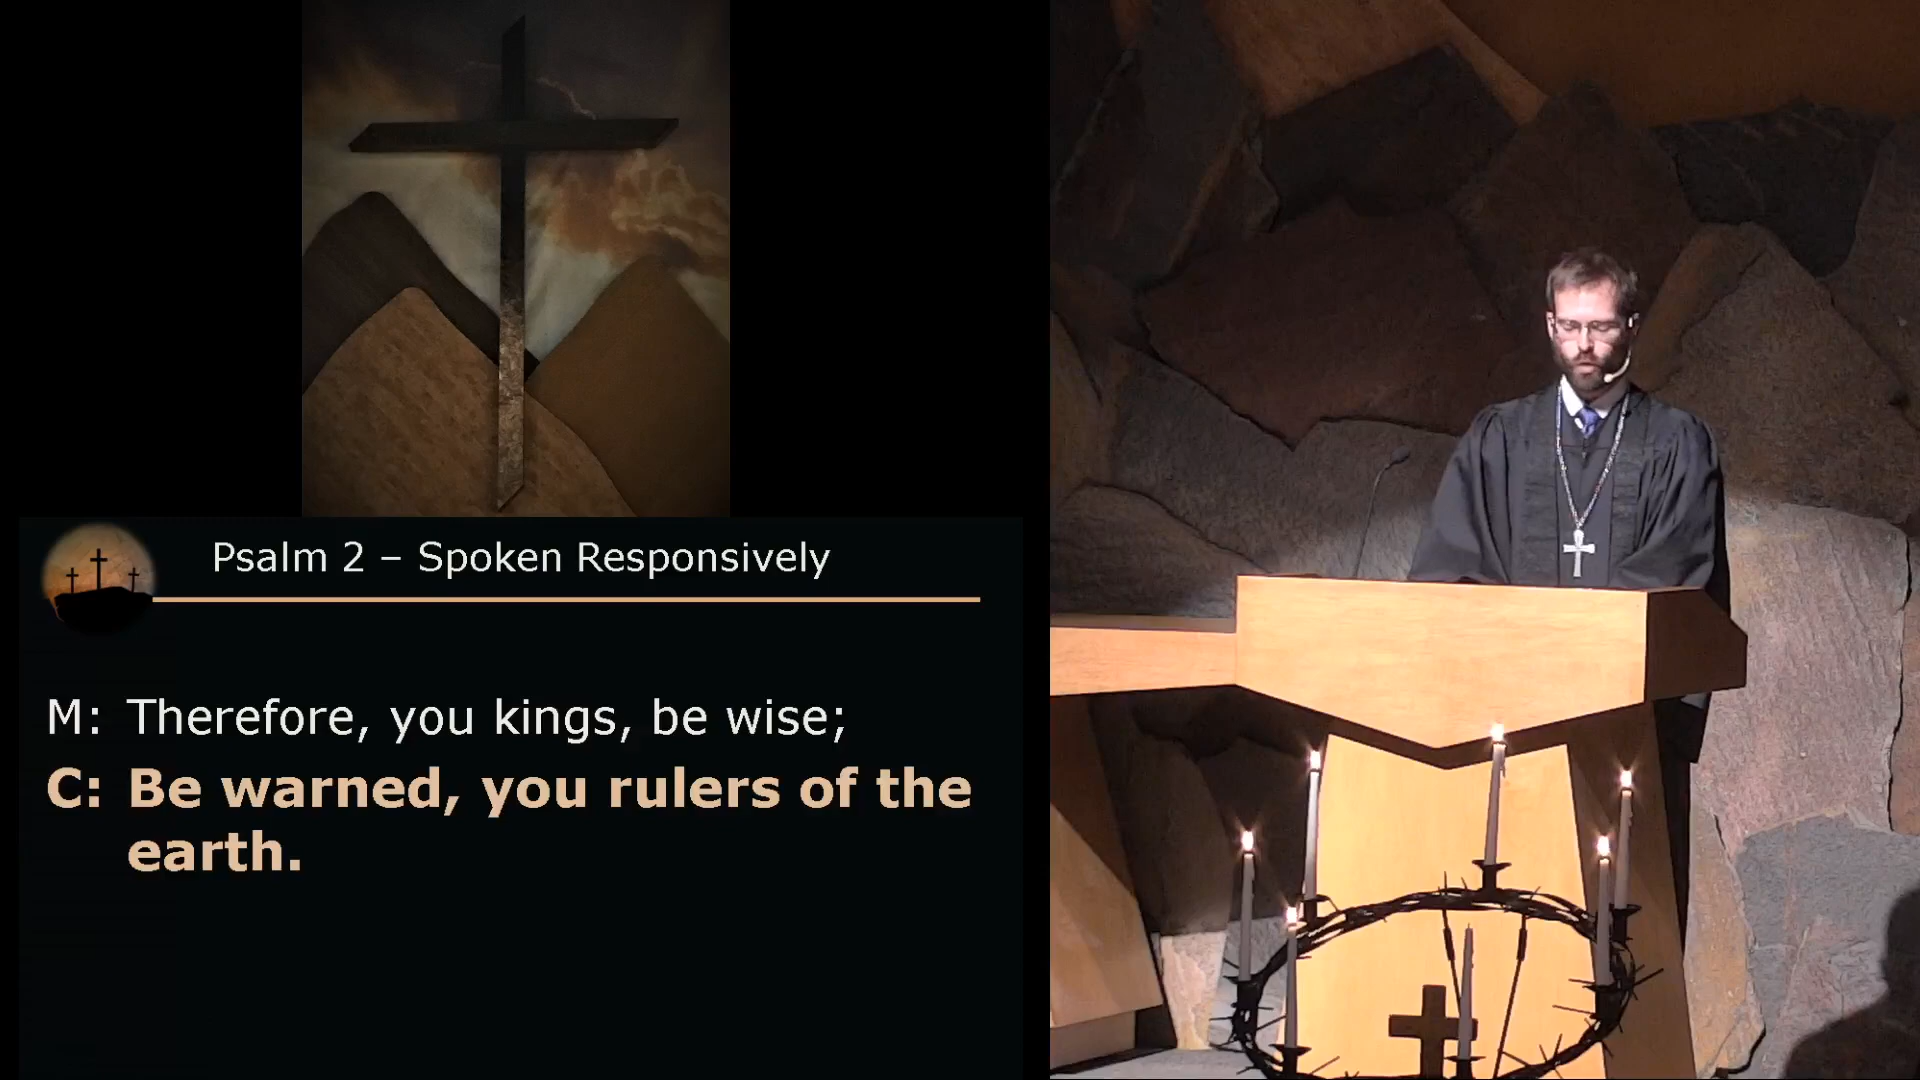 Psalm 2 – Spoken Responsively
M: Therefore, you kings, be wise;
C: Be warned, you rulers of the
earth.